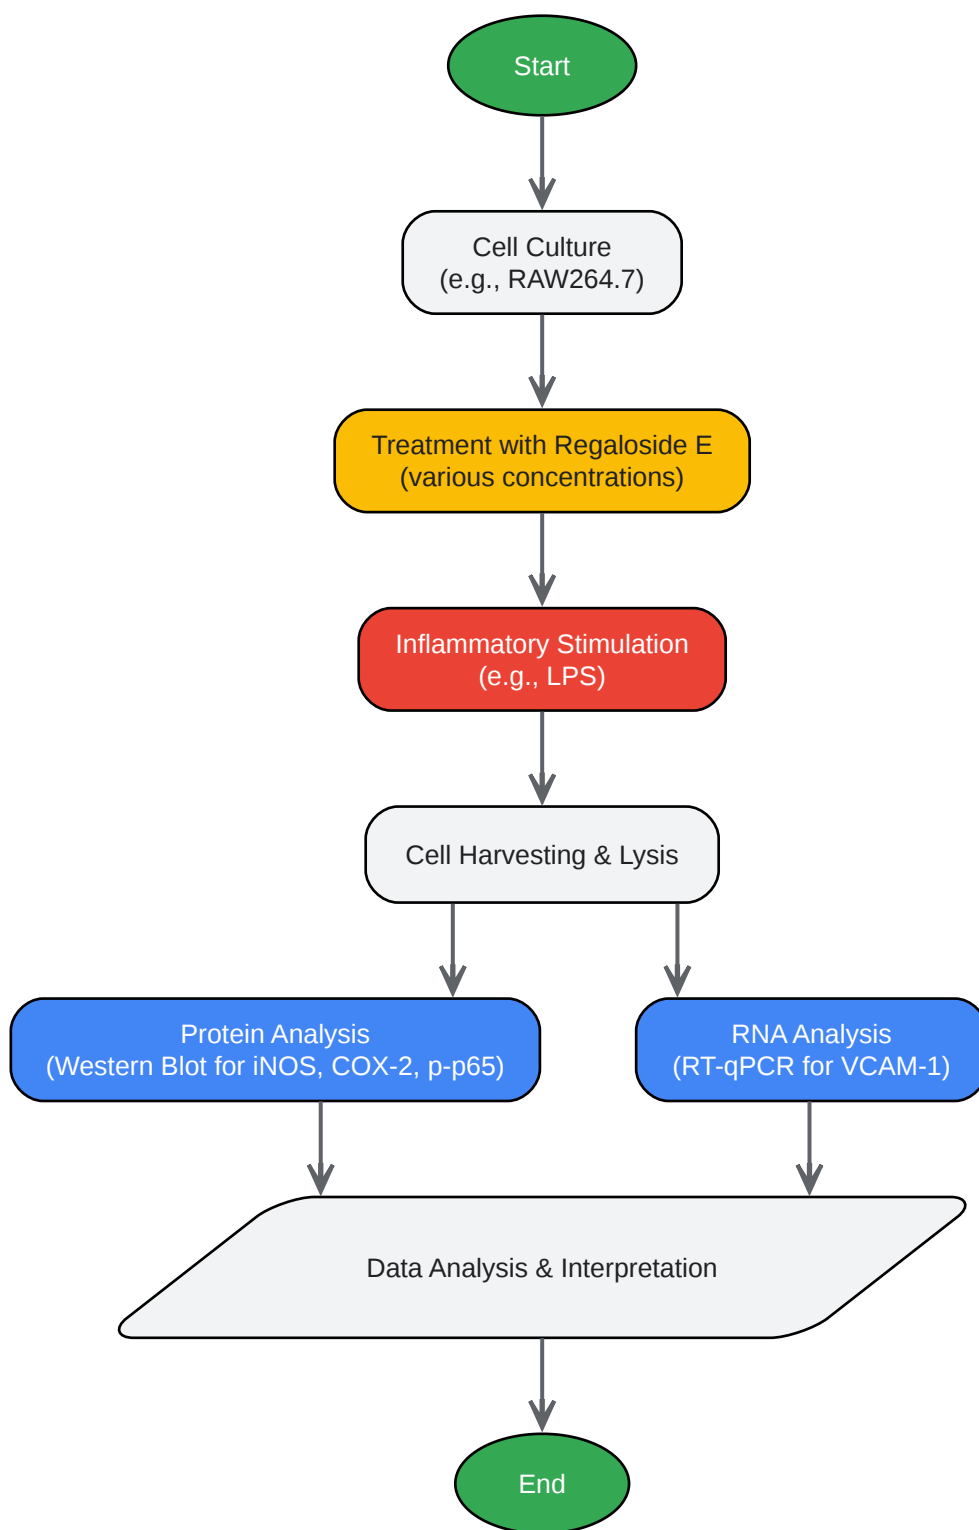 Start
Cell Culture
(e.g., RAW264.7)
Treatment with Regaloside E
(various concentrations)
Inflammatory Stimulation
(e.g., LPS)
Cell Harvesting & Lysis
Protein Analysis
(Western Blot for iNOS, COX-2, p-p65)
RNA Analysis
(RT-qPCR for VCAM-1)
Data Analysis & Interpretation
End